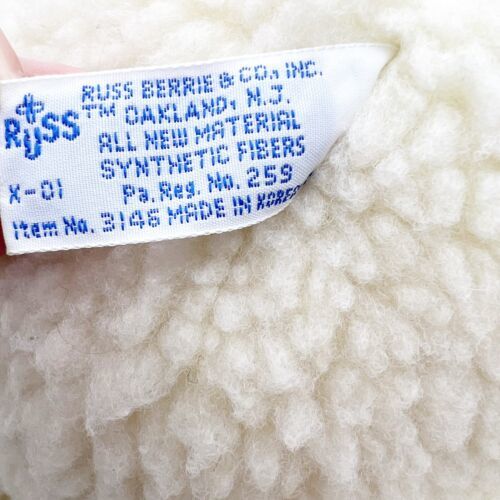 RUSS
RUSS BERRIE & CO., INC.
TM OAKLAND, N.J.
ALL NEW MATERIAL
SYNTHETIC FIBERS
X-01 Pa. Reg. No. 259
Item No. 3146 MADE IN KOREA